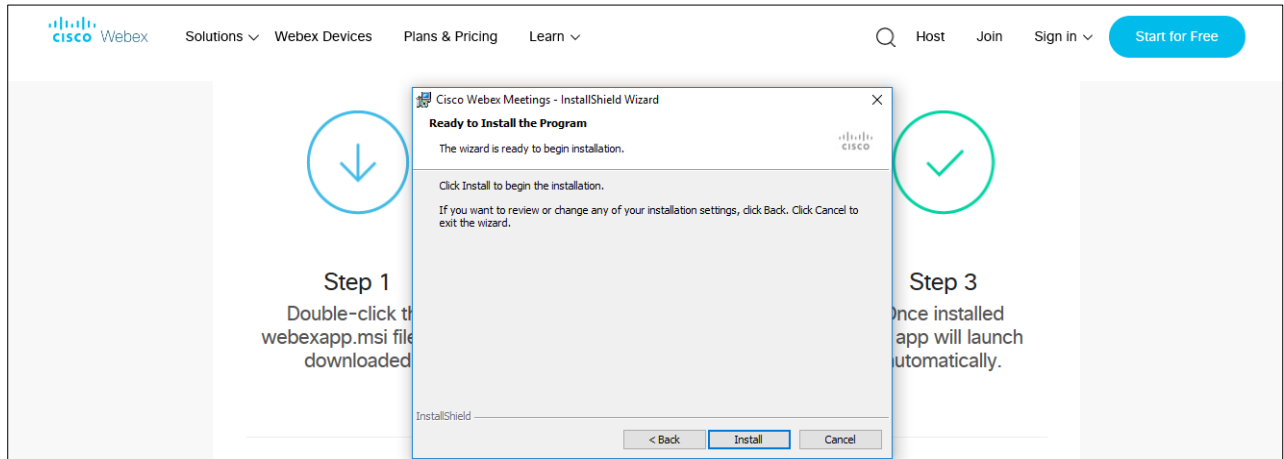 CISCO Webex Solutions Webex Devices Plans & Pricing Learn Host Join Sign in Start for Free
Cisco Webex Meetings - InstallShield Wizard
Ready to Install the Program
The wizard is ready to begin installation.
CISCO
Click Install to begin the installation.
If you want to review or change any of your installation settings, click Back. Click Cancel to
exit the wizard.
InstallShield
< Back Install Cancel
Step 1
Double-click
webexapp.msi
downloaded
Step 3
installed
app will launch